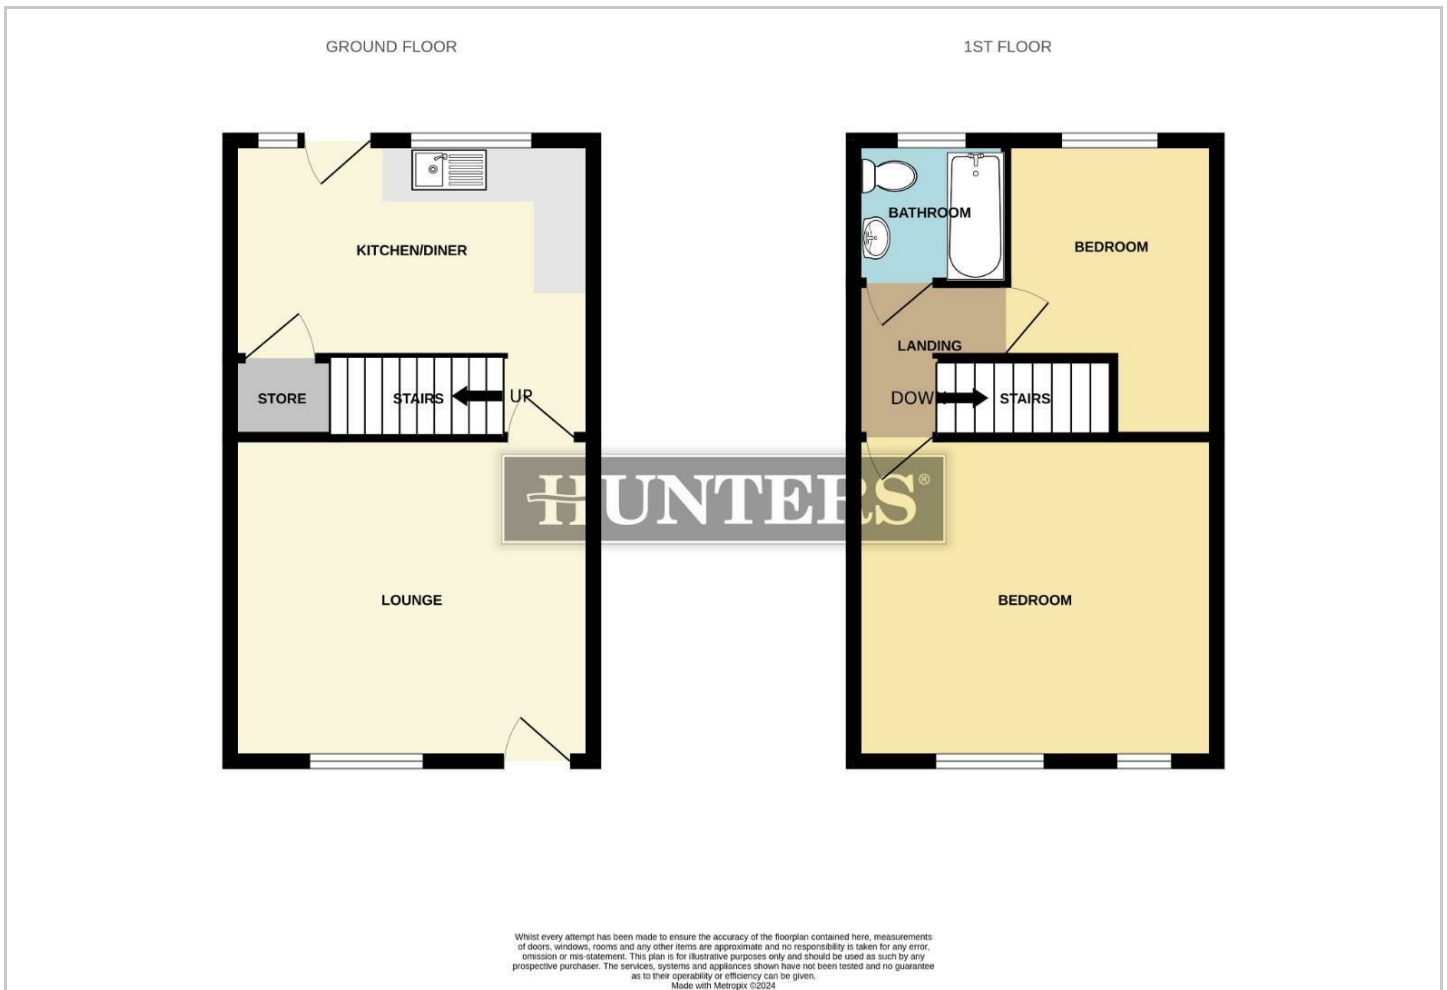 GROUND FLOOR
1ST FLOOR
KITCHEN/DINER
STORE
STAIRS
UP
LOUNGE
BATHROOM
BEDROOM
LANDING
DOWN
STAIRS
BEDROOM
HUNTERS®
Whilst every attempt has been made to ensure the accuracy of the floorplan contained here, measurements
of doors, windows, rooms and any other items are approximate and no responsibility is taken for any error,
omission or mis-statement. This plan is for illustrative purposes only and should be used as such by any
prospective purchaser. The services, systems and appliances shown have not been tested and no guarantee
as to their operability or efficiency can be given.
Made with Metropix ©2024